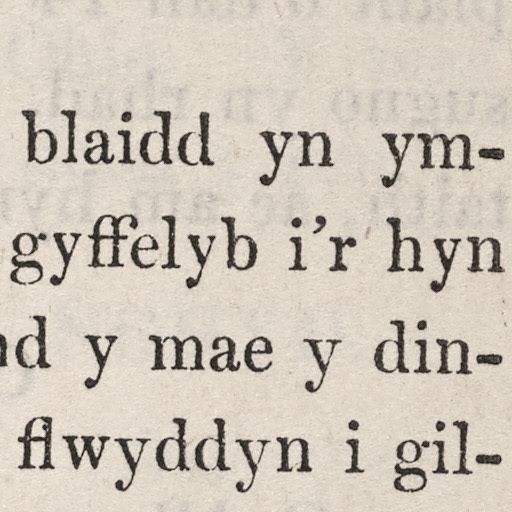 blaidd yn ym-
gyffelyb i'r hyn
y mae y din-
flwyddyn i gil-